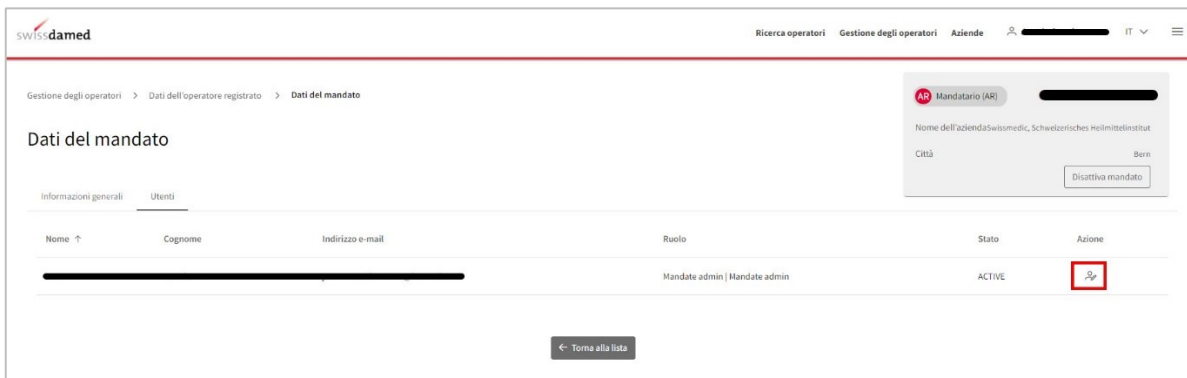 swissdamed
Ricerca operatori Gestione degli operatori Aziende IT
Gestione degli operatori > Dati dell'operatore registrato > Dati del mandato
AR Mandatario (AR)
Nome dell'aziendaSwissmedic, Schweizerisches Heilmittelinstitut
Città Bern
Disattiva mandato
Dati del mandato
Informazioni generali Utenti
Nome ↑ Cognome Indirizzo e-mail Ruolo Stato Azione
Mandate admin | Mandate admin ACTIVE
← Torna alla lista